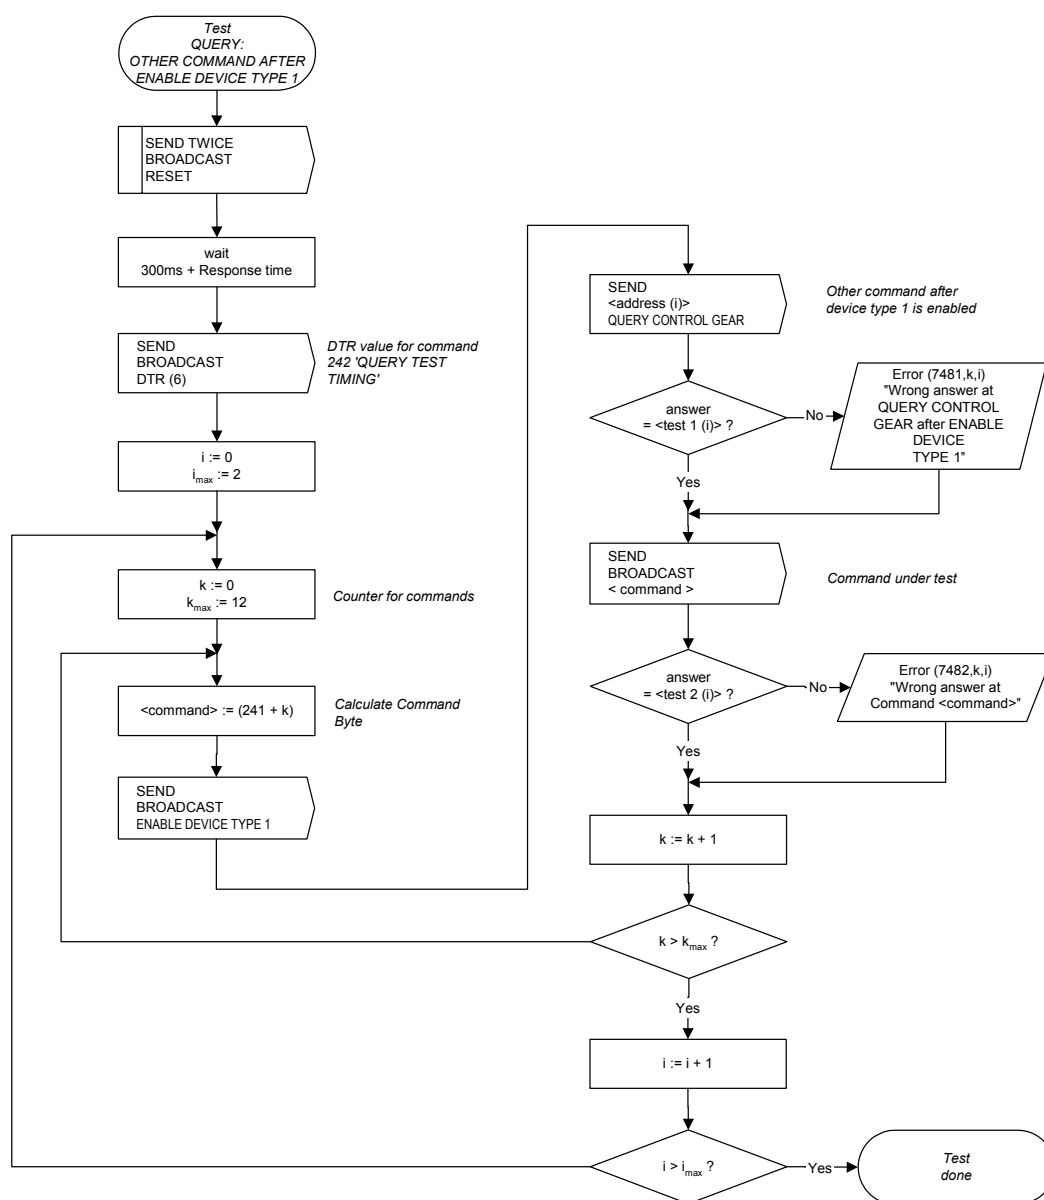 Test
QUERY:
OTHER COMMAND AFTER
ENABLE DEVICE TYPE 1
SEND TWICE
BROADCAST
RESET
wait
300ms + Response time
SEND
BROADCAST
DTR (6)
DTR value for command
242 'QUERY TEST
TIMING'
i := 0
imax := 2
k := 0
kmax := 12
Counter for commands
<command> := (241 + k)
Calculate Command
Byte
SEND
BROADCAST
ENABLE DEVICE TYPE 1
SEND
<address (i)>
QUERY CONTROL GEAR
Other command after
device type 1 is enabled
answer
= <test 1 (i)> ?
No
Error (7481,k,i)
"Wrong answer at
QUERY CONTROL
GEAR after ENABLE
DEVICE
TYPE 1"
Yes
SEND
BROADCAST
< command >
Command under test
answer
= <test 2 (i)> ?
No
Error (7482,k,i)
"Wrong answer at
Command <command>"
Yes
k := k + 1
k > kmax ?
Yes
i := i + 1
i > imax ?
Yes
Test
done